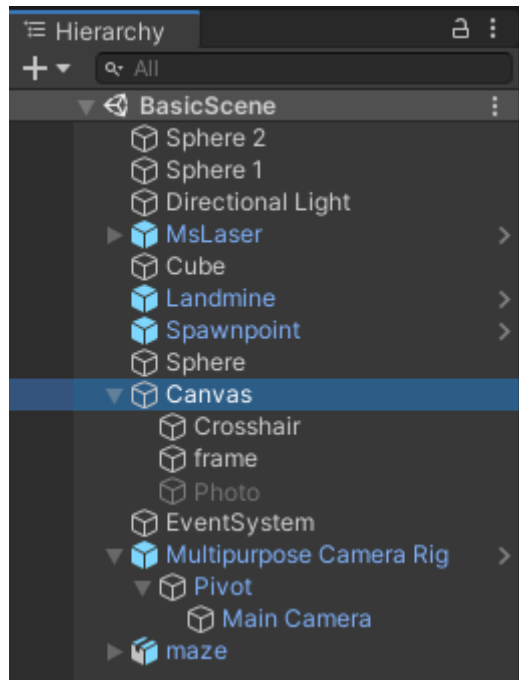 Hierarchy
All
BasicScene
Sphere 2
Sphere 1
Directional Light
MsLaser
Cube
Landmine
Spawnpoint
Sphere
Canvas
Crosshair
frame
Photo
EventSystem
Multipurpose Camera Rig
Pivot
Main Camera
maze